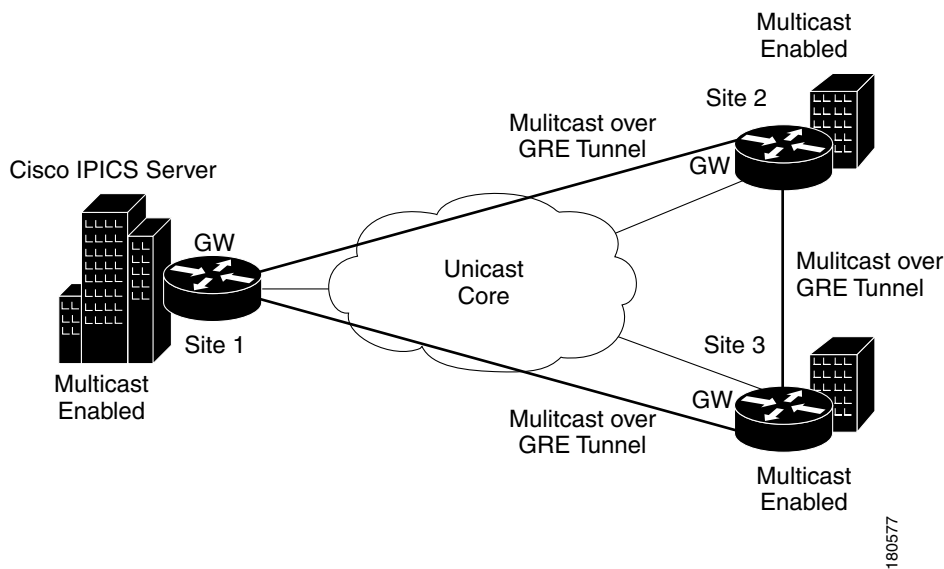 Multicast
Enabled
Site 2
Mulitcast over
GRE Tunnel
GW
Cisco IPICS Server
GW
Unicast
Core
Mulitcast over
GRE Tunnel
Site 1
Site 3
Multicast
Enabled
GW
Mulitcast over
GRE Tunnel
Multicast
Enabled
180577